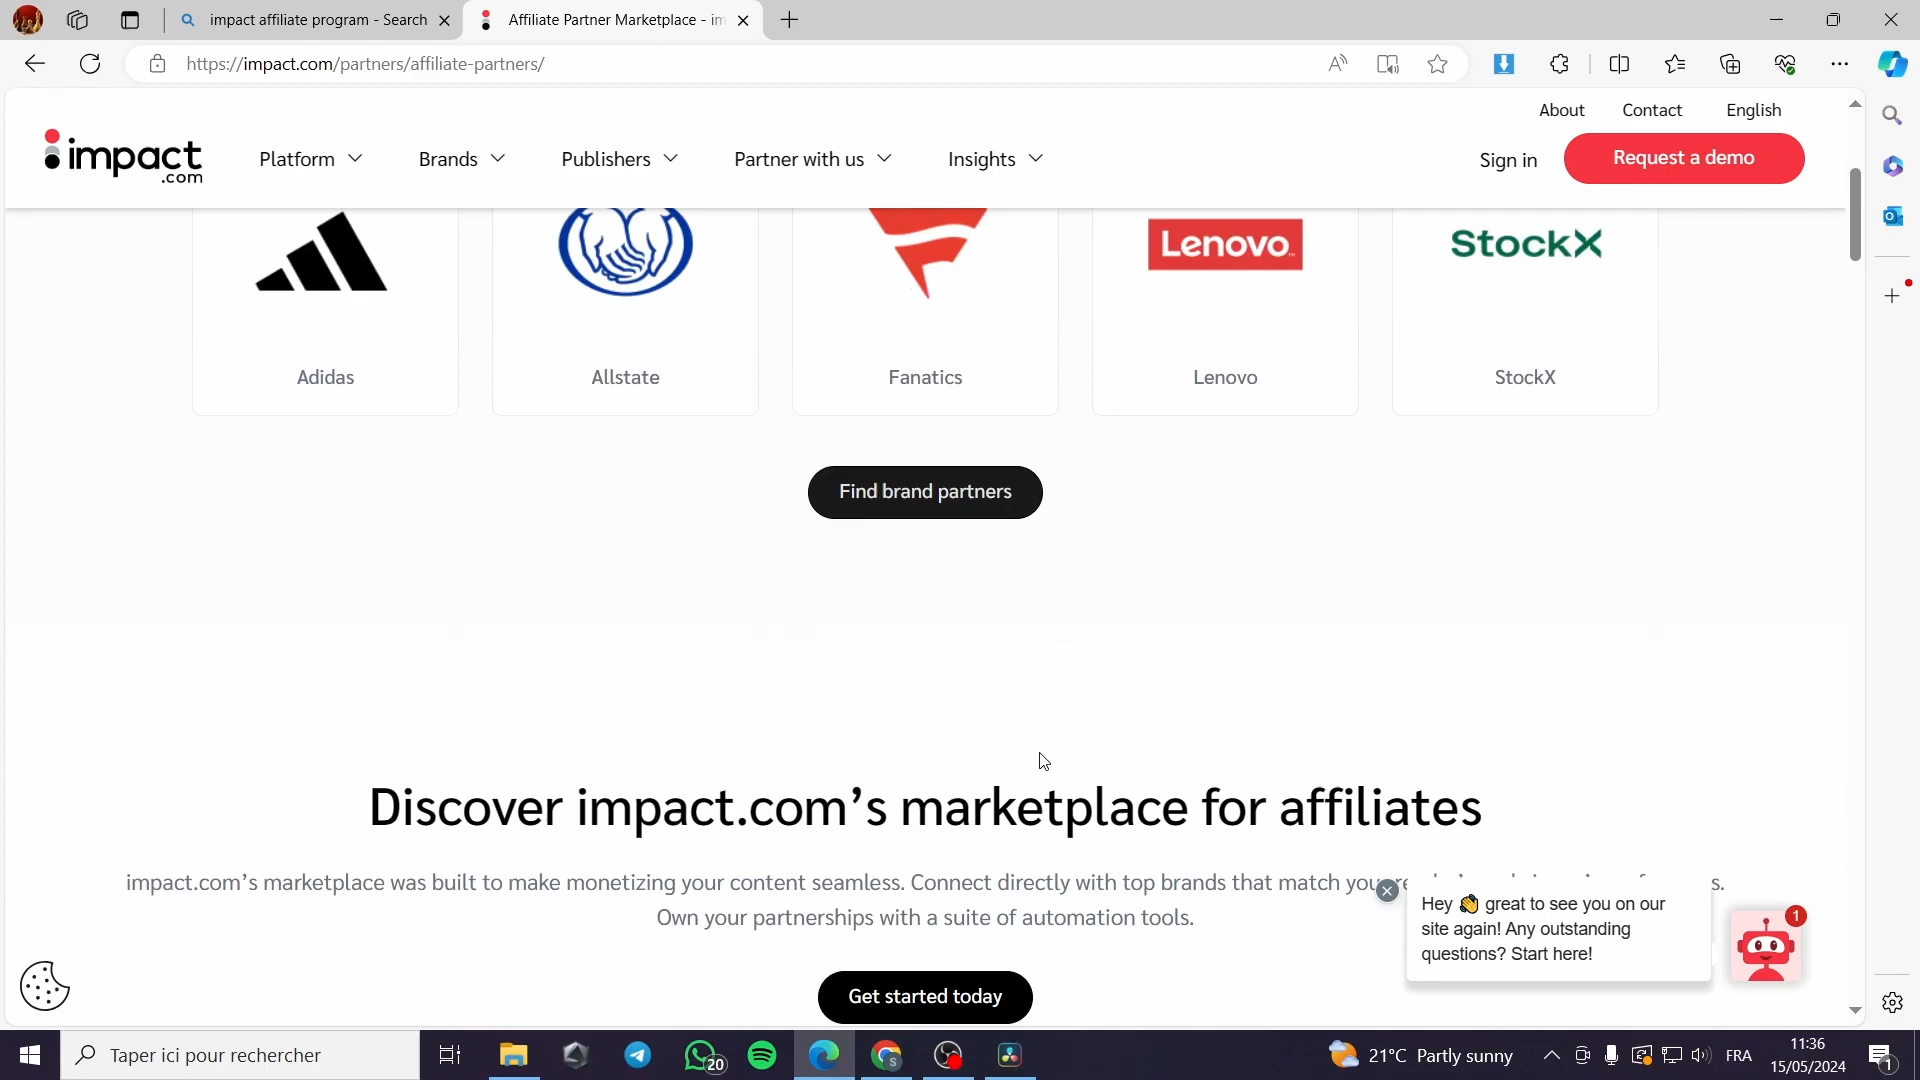 impact affiliate program - Search
Affiliate Partner Marketplace - im
https://impact.com/partners/affiliate-partners/
About
Contact
English
impact
.com
Platform
Brands
Publishers
Partner with us
Insights
Sign in
Request a demo
Lenovo
StockX
Adidas
Allstate
Fanatics
Lenovo
StockX
Find brand partners
Discover impact.com’s marketplace for affiliates
impact.com’s marketplace was built to make monetizing your content seamless. Connect directly with top brands that match you
Own your partnerships with a suite of automation tools.
Get started today
Hey 👋 great to see you on our
site again! Any outstanding
questions? Start here!
1
Taper ici pour rechercher
20
21°C Partly sunny
FRA
11:36
15/05/2024
1